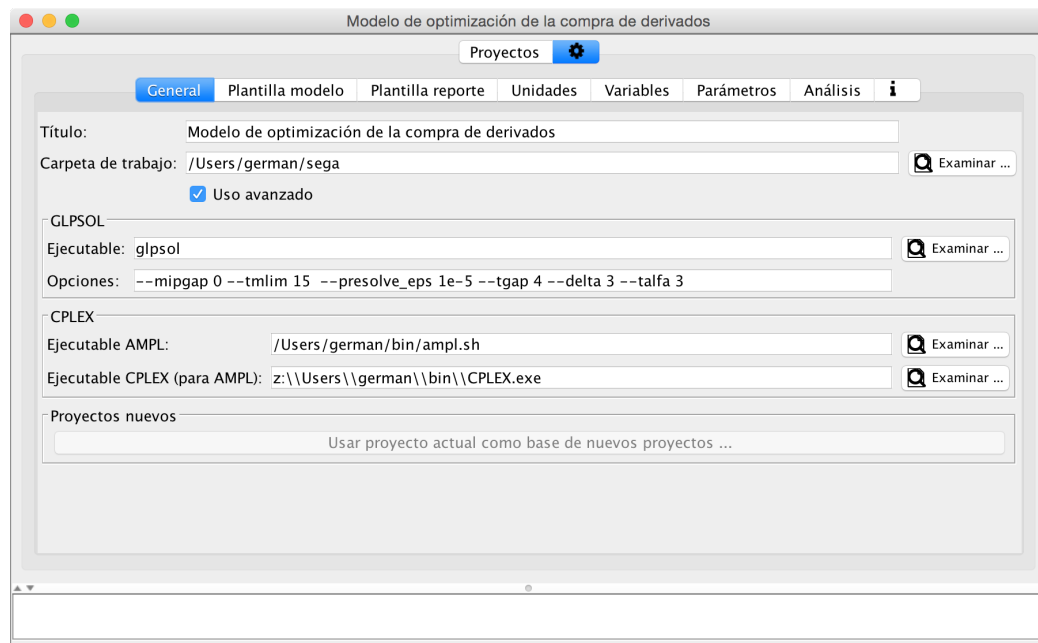 Modelo de optimización de la compra de derivados
Proyectos
General Plantilla modelo Plantilla reporte Unidades Variables Parámetros Análisis i
Título: Modelo de optimización de la compra de derivados
Carpeta de trabajo: /Users/german/sega Examinar ...
Uso avanzado
GLPSOL
Ejecutable: glpsol Examinar ...
Opciones: --mipgap 0 --tmlim 15  --presolve_eps 1e-5 --tgap 4 --delta 3 --talfa 3
CPLEX
Ejecutable AMPL: /Users/german/bin/ampl.sh Examinar ...
Ejecutable CPLEX (para AMPL): z:\\Users\\german\\bin\\CPLEX.exe Examinar ...
Proyectos nuevos
Usar proyecto actual como base de nuevos proyectos ...